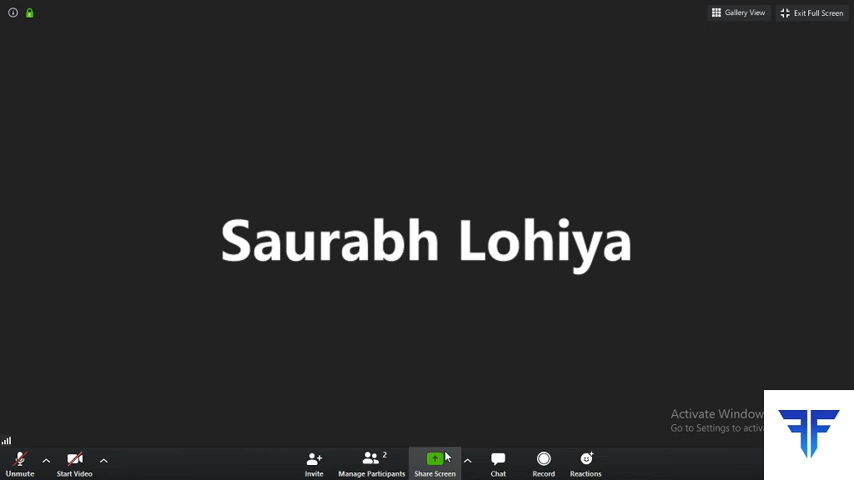 Gallery View
Exit Full Screen
Saurabh Lohiya
Activate Window
Go to Settings to activ
Unmute
Start Video
Invite
2
Manage Participants
Share Screen
Chat
Record
Reactions